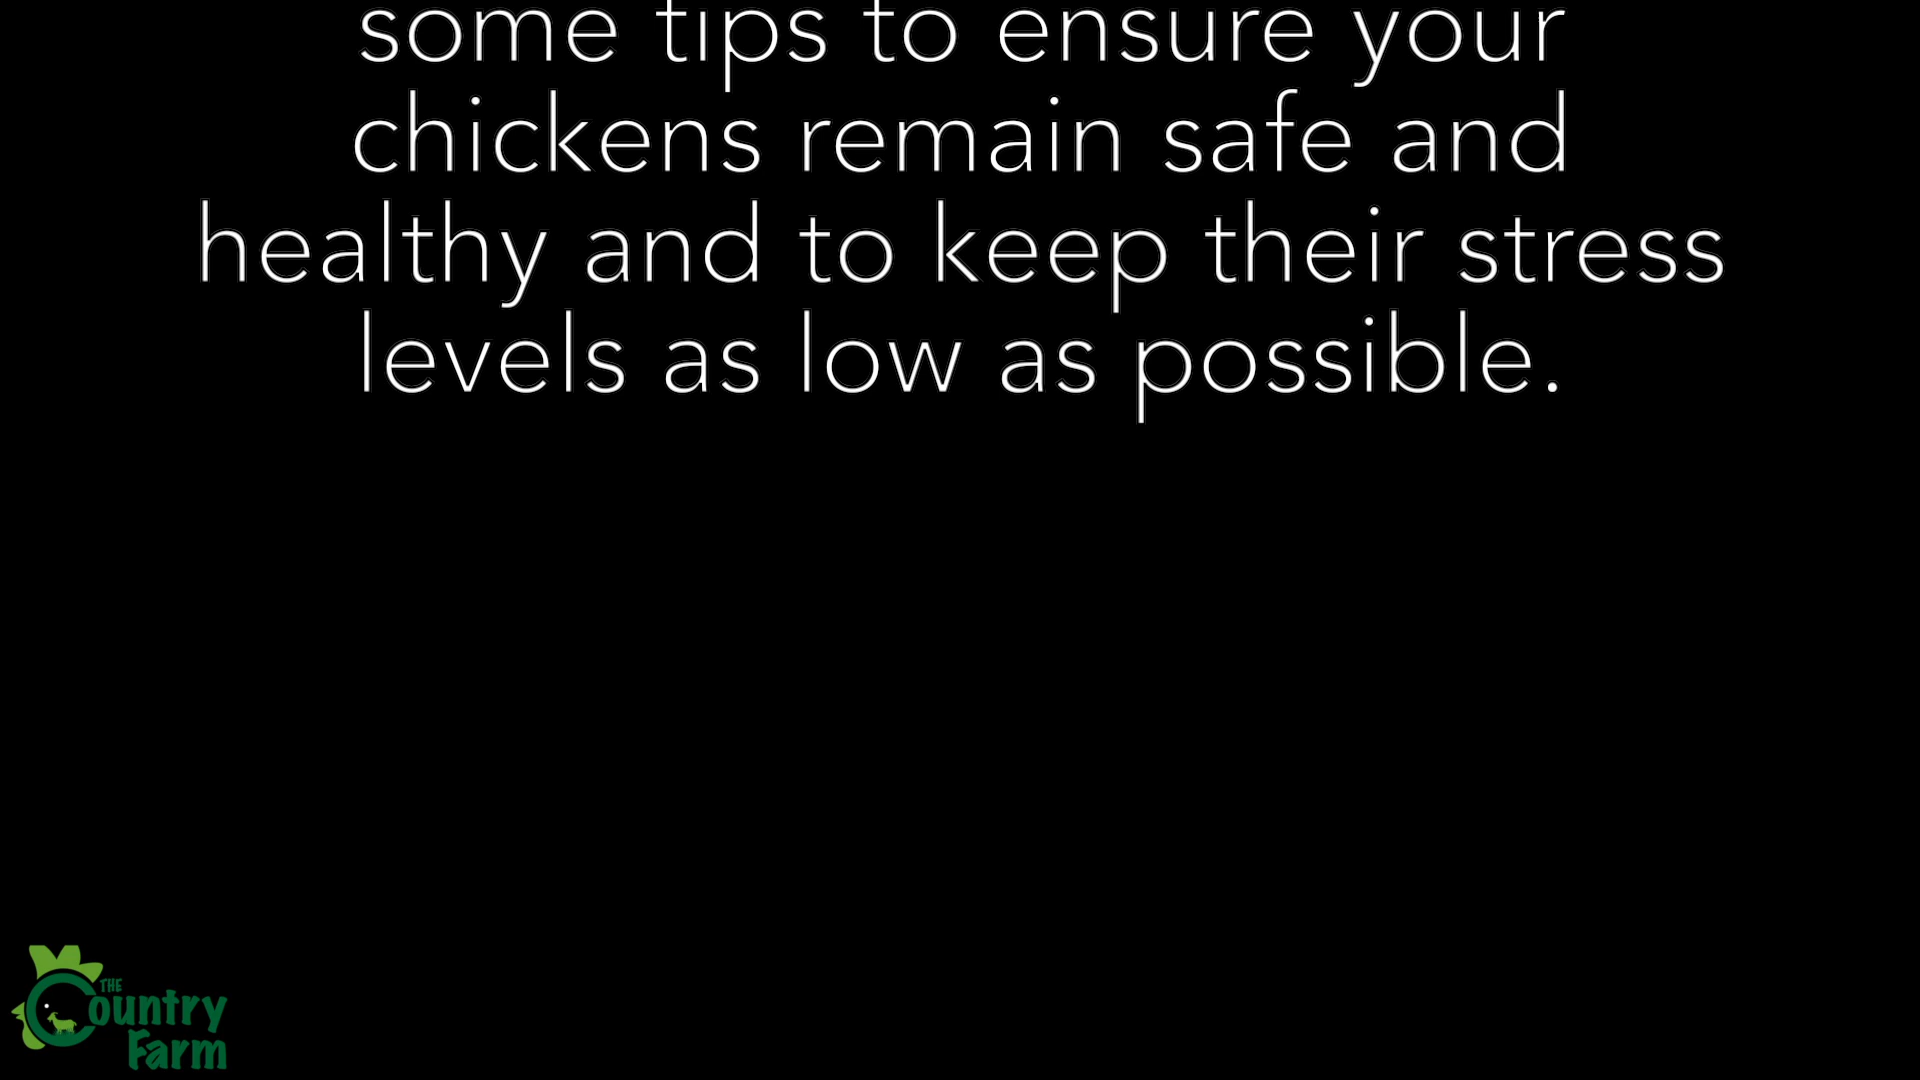 some tips to ensure your
chickens remain safe and
healthy and to keep their stress
levels as low as possible.
THE
Country
Farm